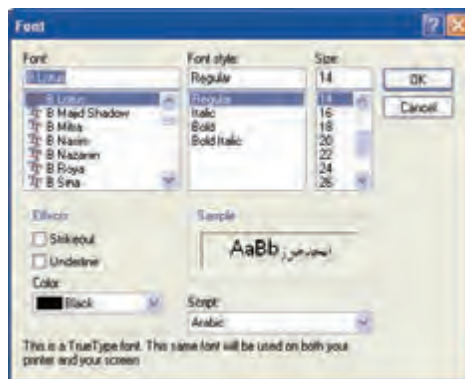 Font
Font: Font style: Size:
B Lotus Regular 14 OK
B Lotus Regular 14 Cancel
B Majid Shadow Italic 16
B Mitra Bold 18
B Nasim Bold Italic 20
B Nazanin 22
B Roya 24
B Sina 26
Effects Sample
Strikeout
Underline
AaBb
Color:
Black
Script:
Arabic
This is a TrueType font. This same font will be used on both your
printer and your screen